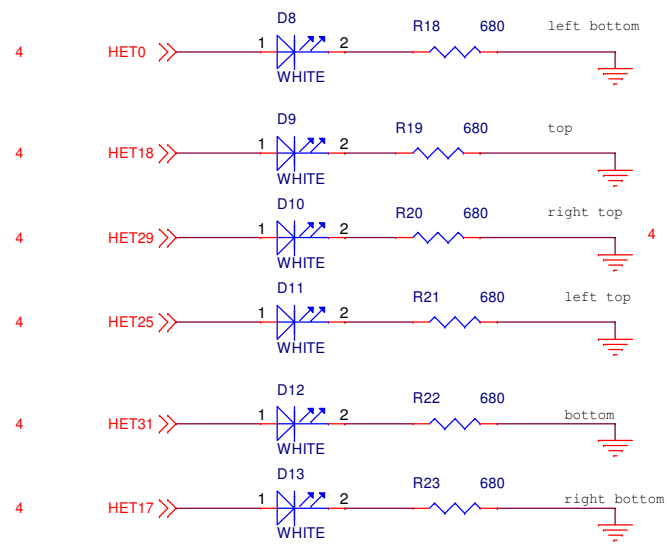 D8
R18 680 left bottom
4 HET0 1 2
WHITE
D9
R19 680 top
4 HET18 1 2
WHITE
D10
R20 680 right top
4 HET29 1 2 4
WHITE
D11
R21 680 left top
4 HET25 1 2
WHITE
D12
R22 680
4 HET31 1 2 bottom
WHITE
D13
R23 680
4 HET17 1 2 right bottom
WHITE